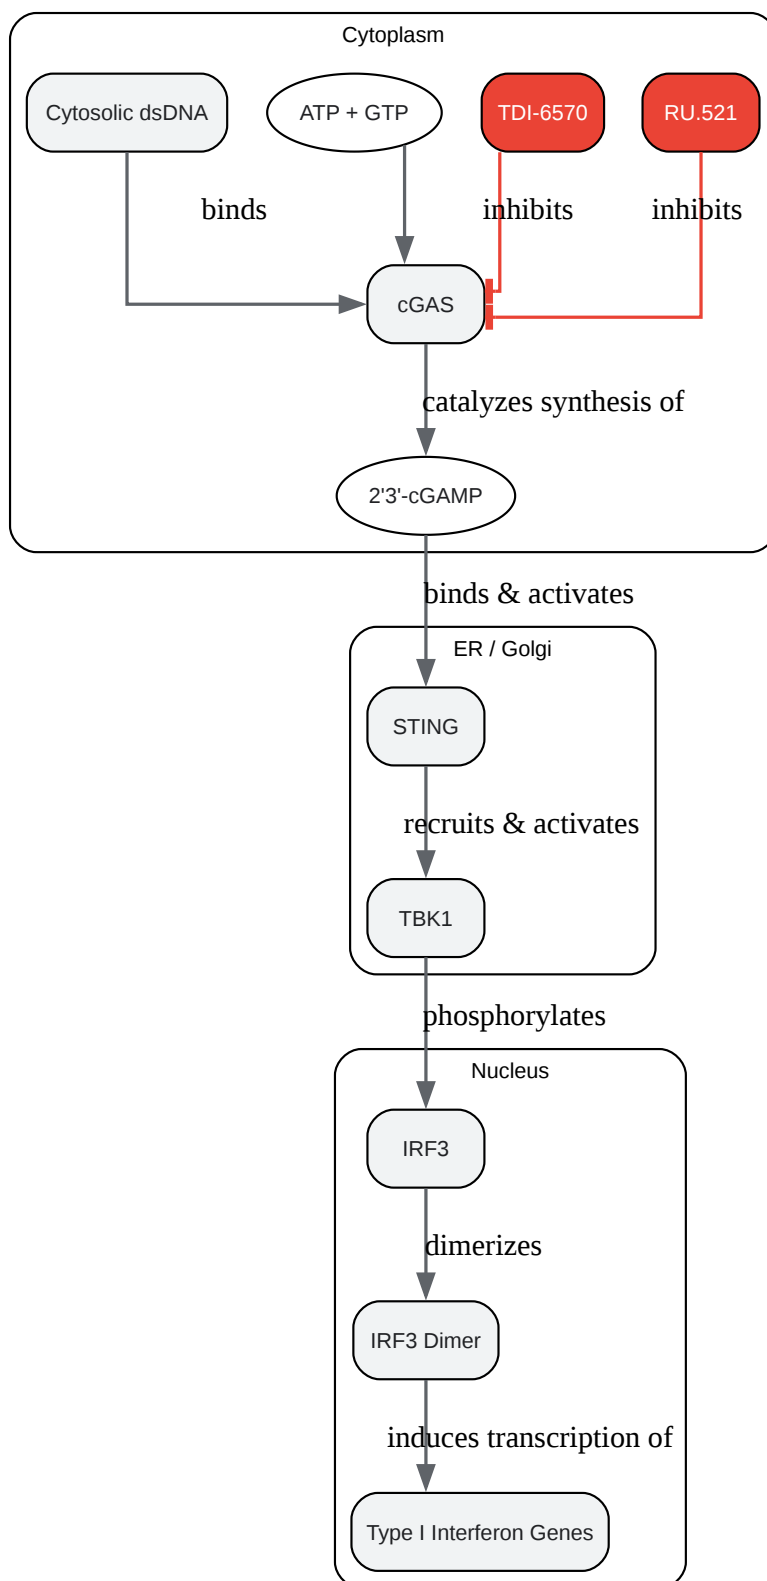 Cytoplasm
Cytosolic dsDNA
ATP + GTP
TDI-6570
RU.521
binds
inhibits
inhibits
cGAS
catalyzes synthesis of
2'3'-cGAMP
binds & activates
ER / Golgi
STING
recruits & activates
TBK1
phosphorylates
Nucleus
IRF3
dimerizes
IRF3 Dimer
induces transcription of
Type I Interferon Genes